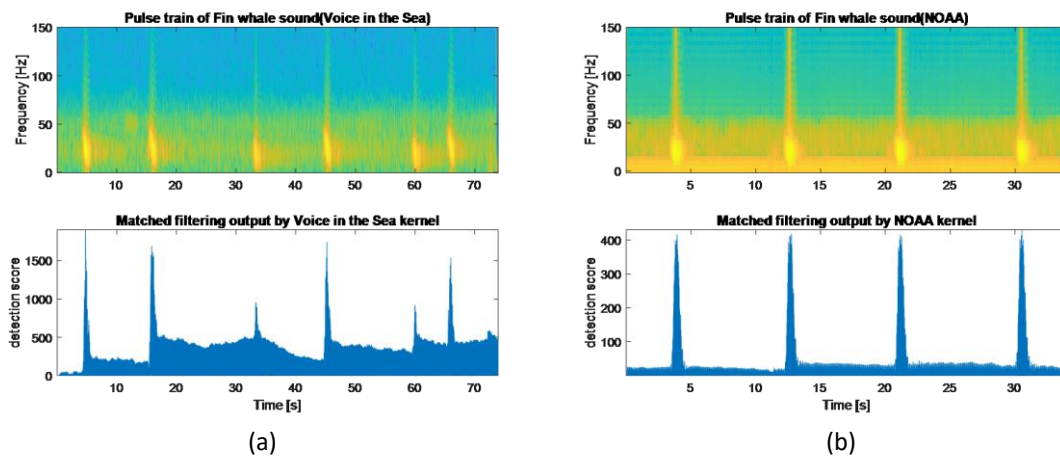 Pulse train of Fin whale sound(Voice in the Sea)
150
100
50
0
Frequency [Hz]
10 20 30 40 50 60 70
Matched filtering output by Voice in the Sea kernel
1500
1000
500
0
detection score
10 20 30 40 50 60 70
Time [s]
(a)
Pulse train of Fin whale sound(NOAA)
150
100
50
0
Frequency [Hz]
5 10 15 20 25 30
Matched filtering output by NOAA kernel
400
300
200
100
detection score
5 10 15 20 25 30
Time [s]
(b)